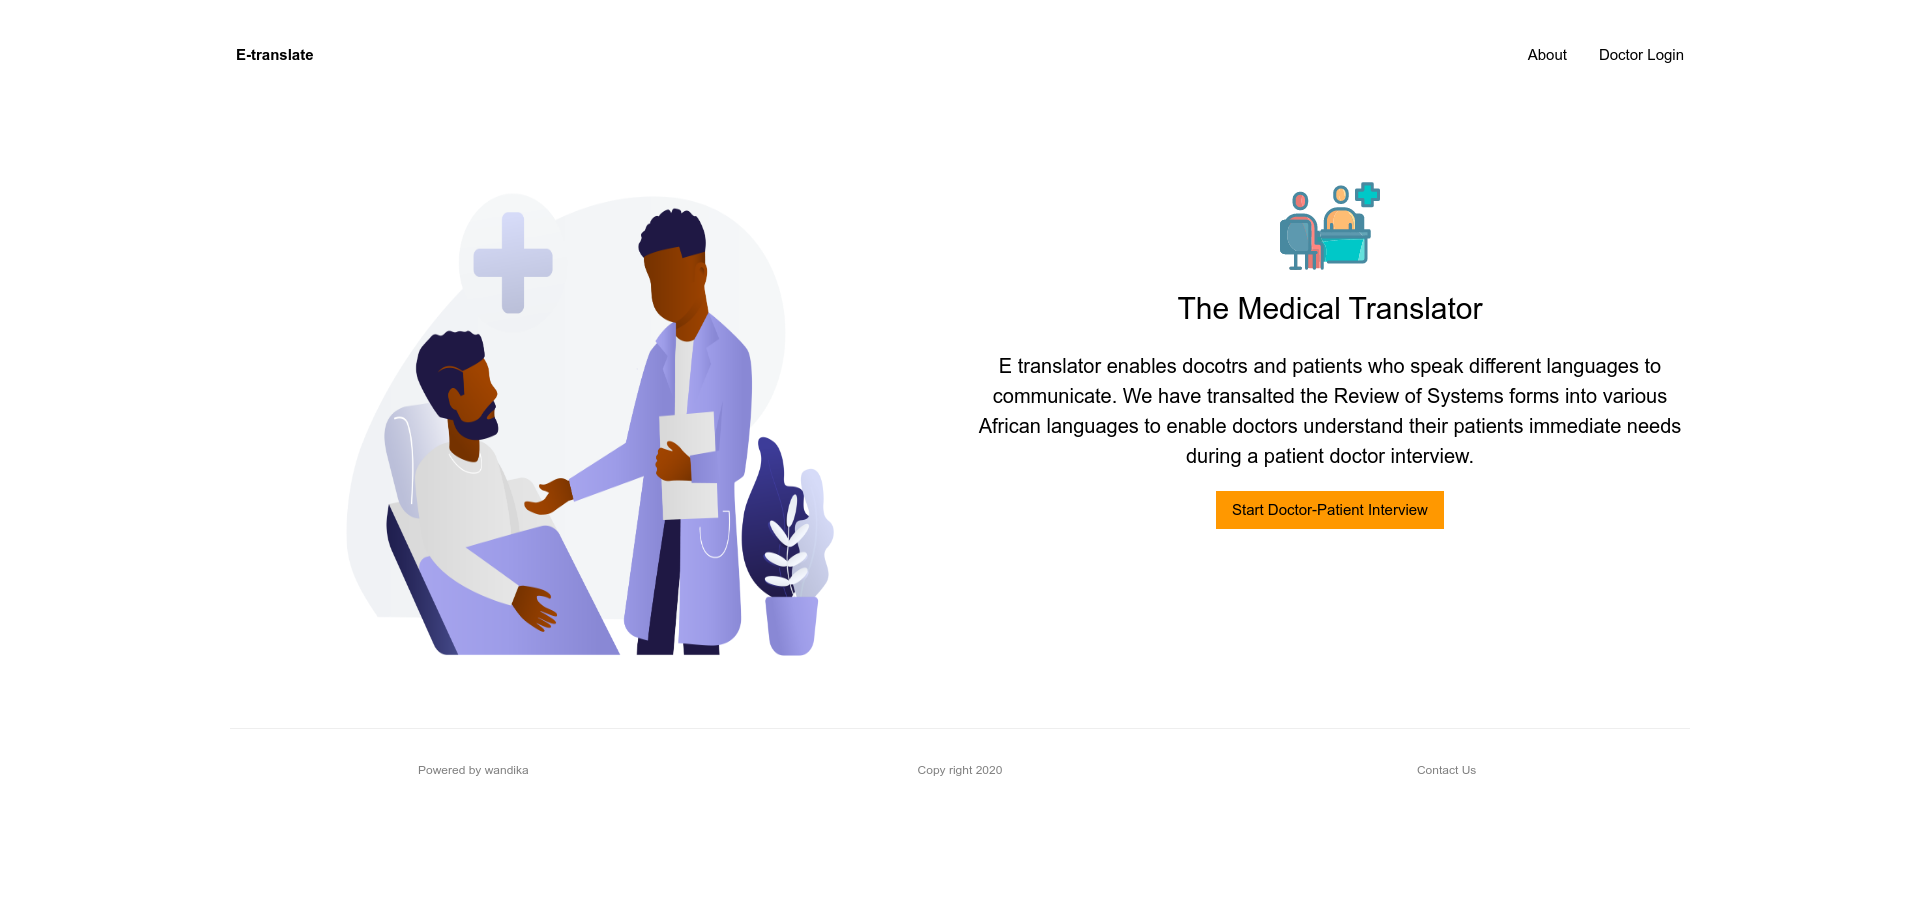 E-translate
About
Doctor Login
The Medical Translator
E translator enables docotrs and patients who speak different languages to
communicate. We have transalted the Review of Systems forms into various
African languages to enable doctors understand their patients immediate needs
during a patient doctor interview.
Start Doctor-Patient Interview
Powered by wandika
Copy right 2020
Contact Us